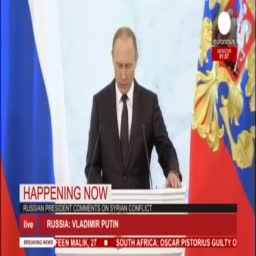 euronews
MOSCOW
HAPPENING NOW
RUSSIAN PRESIDENT COMMENTS ON SYRIAN CONFLICT
live
RUSSIA: VLADIMIR PUTIN
BREAKING NEWS
FEEN MALIK, 27
SOUTH AFRICA: OSCAR PISTORIUS GUILTY O